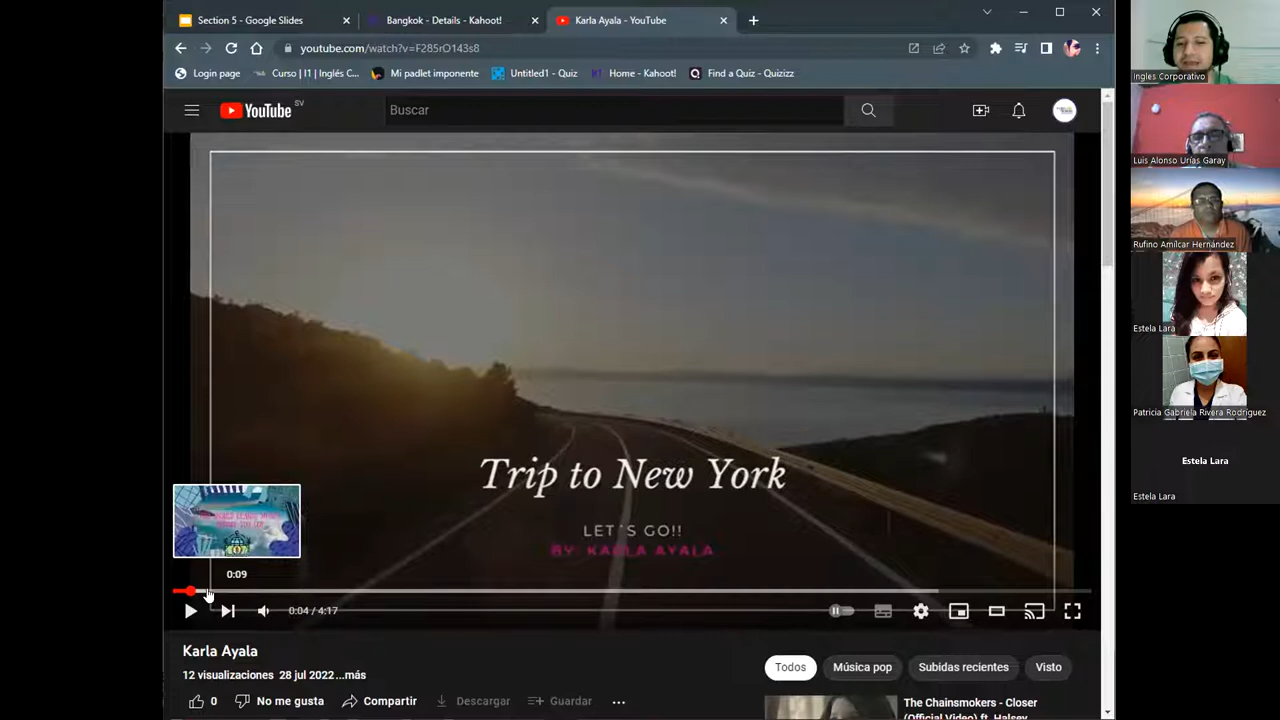 Section 5 - Google Slides
Bangkok - Details - Kahoot!
Karla Ayala - YouTube
youtube.com/watch?v=F285rO143s8
Login page
Curso | I1 | Inglés C...
Mi padlet imponente
Untitled1 - Quiz
Home - Kahoot!
Find a Quiz - Quizizz
YouTube SV
Buscar
Trip to New York
LET´S GO!!
BY: KARLA AYALA
0:09
0:04 / 4:17
Karla Ayala
12 visualizaciones 28 jul 2022 ...más
0
No me gusta
Compartir
Descargar
Guardar
Todos
Música pop
Subidas recientes
Visto
The Chainsmokers - Closer
(Official Video) ft. Halsey
Ingles Corporativo
Luis Alonso Urías Garay
Rufino Amílcar Hernández
Estela Lara
Patricia Gabriela Rivera Rodríguez
Estela Lara
Estela Lara